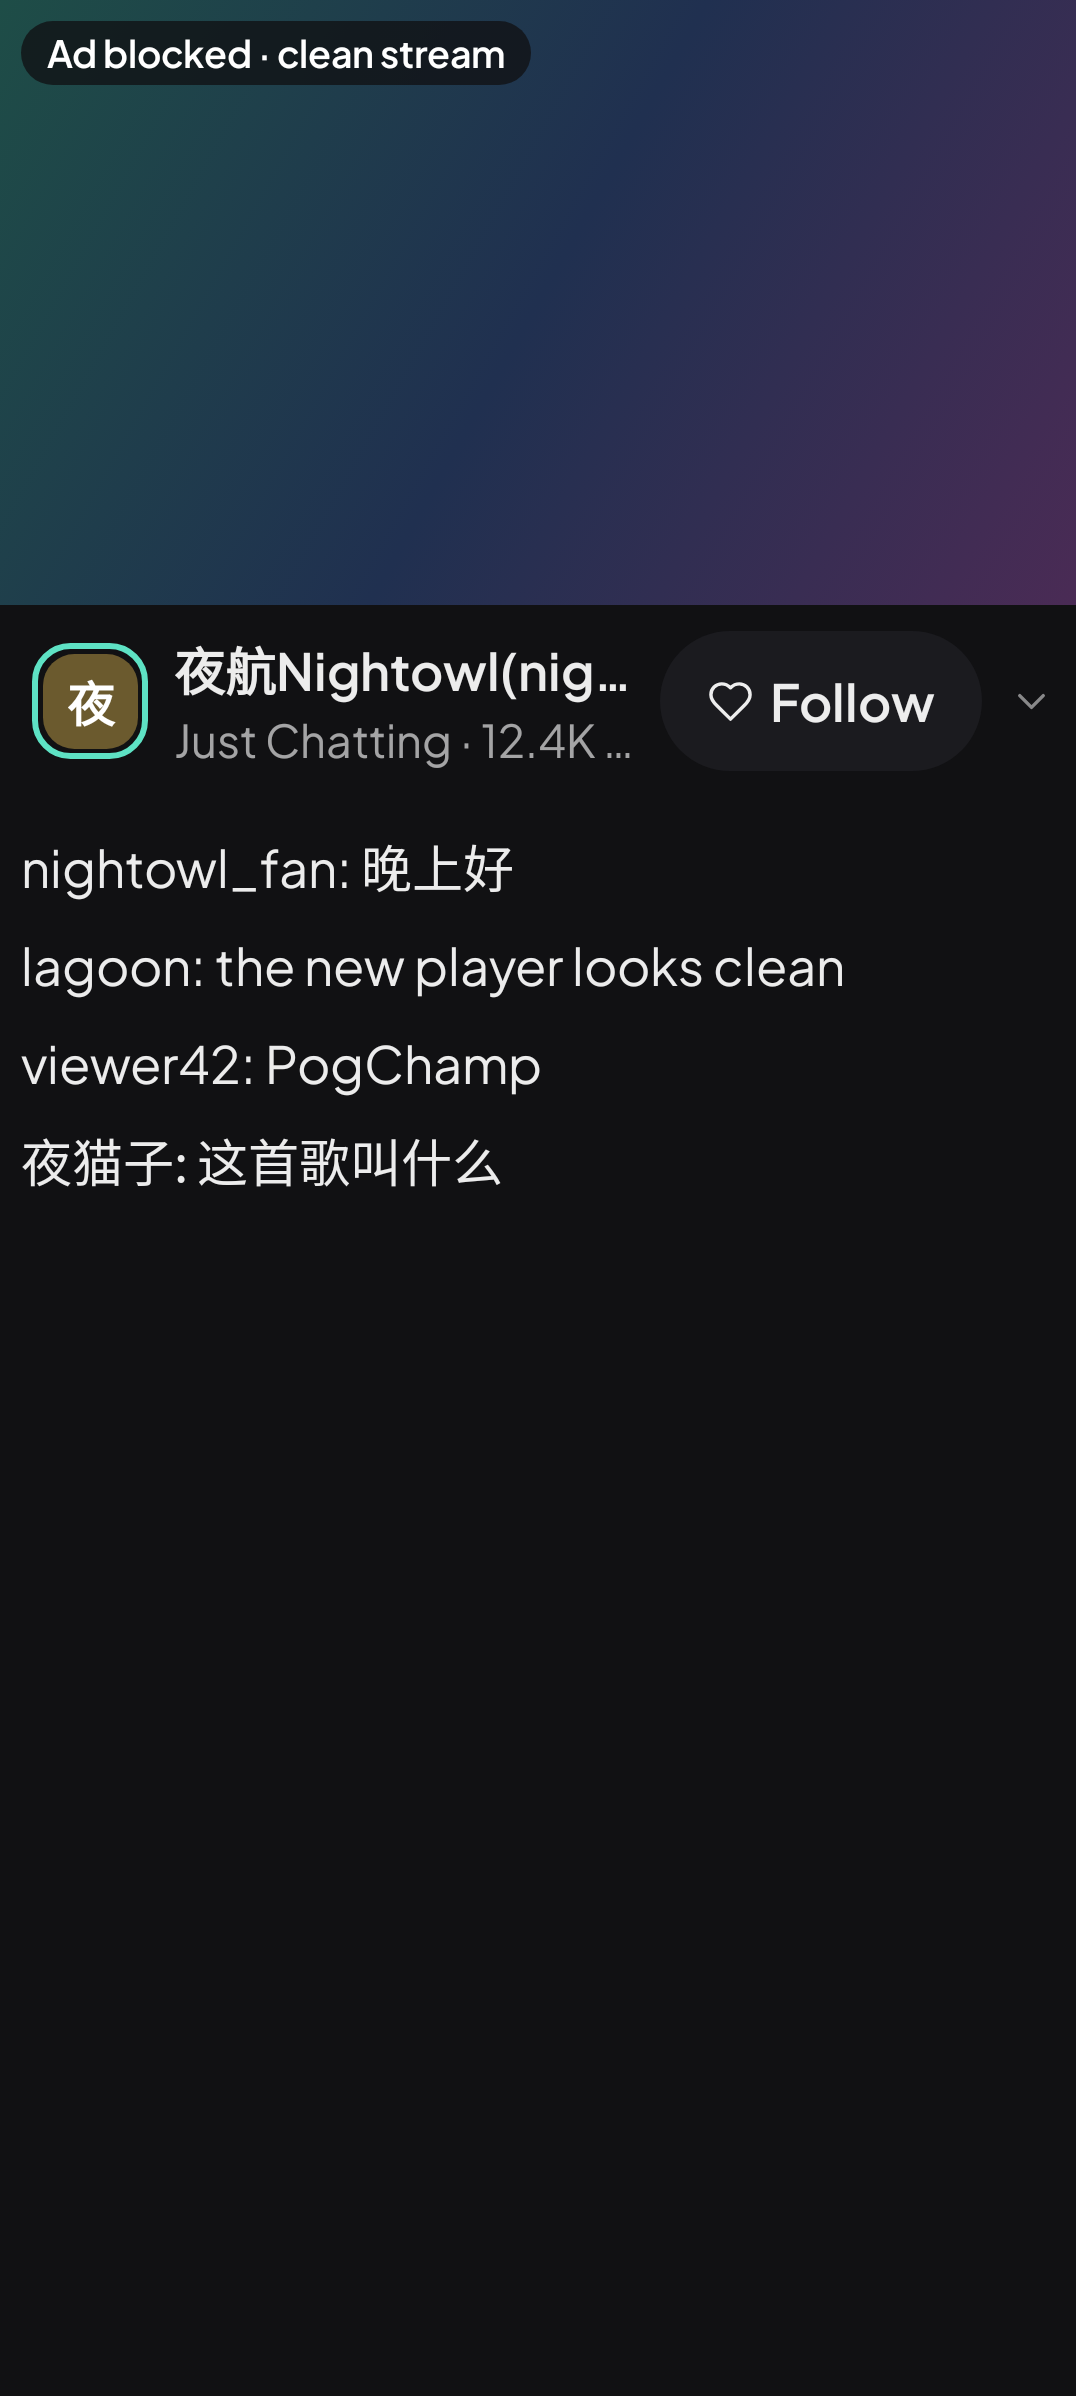 Ad blocked · clean stream
夜
夜航Nightowl(nig...
Just Chatting · 12.4K ...
Follow
nightowl_fan: 晚上好
lagoon: the new player looks clean
viewer42: PogChamp
夜猫子: 这首歌叫什么